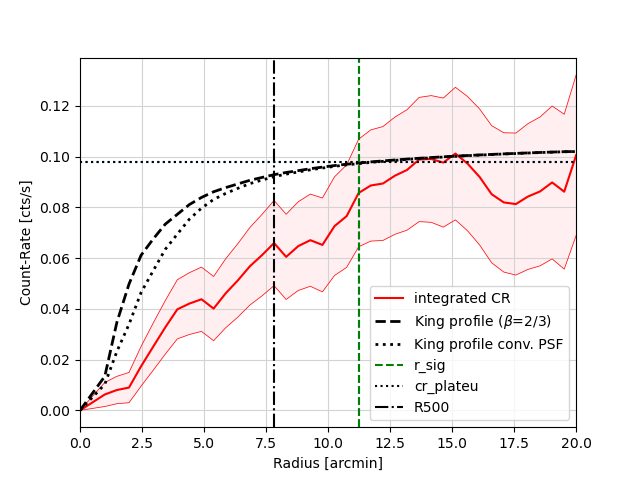 0.12
0.10
0.08
0.06
0.04
0.02
0.00
Count-Rate [cts/s]
integrated CR
King profile (β=2/3)
King profile conv. PSF
r_sig
cr_plateu
R500
0.0 2.5 5.0 7.5 10.0 12.5 15.0 17.5 20.0
Radius [arcmin]